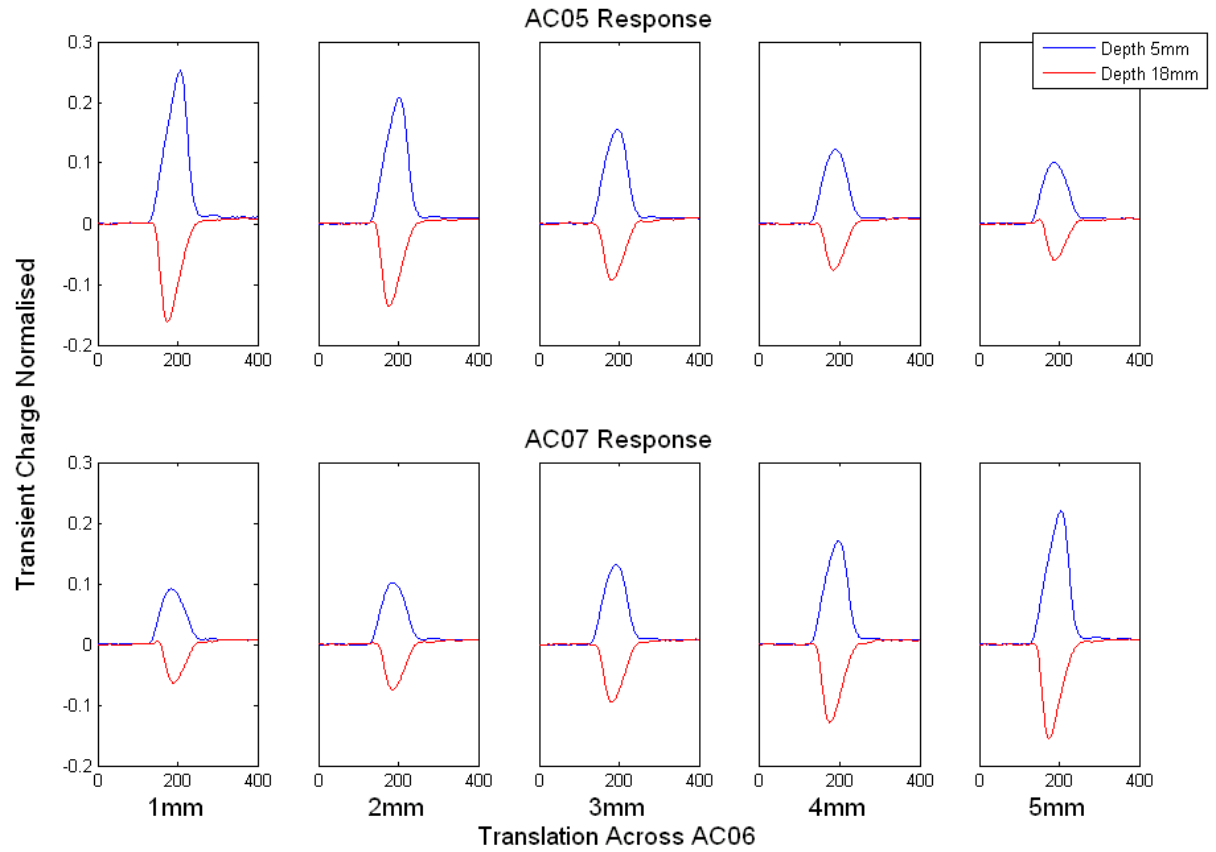 AC05 Response
Depth 5mm
Depth 18mm
0.3
0.2
0.1
0
-0.1
-0.2
0 200 400 0 200 400 0 200 400 0 200 400 0 200 400
Transient Charge Normalised
AC07 Response
0.3
0.2
0.1
0
-0.1
-0.2
0 200 400 0 200 400 0 200 400 0 200 400 0 200 400
1mm 2mm 3mm 4mm 5mm
Translation Across AC06